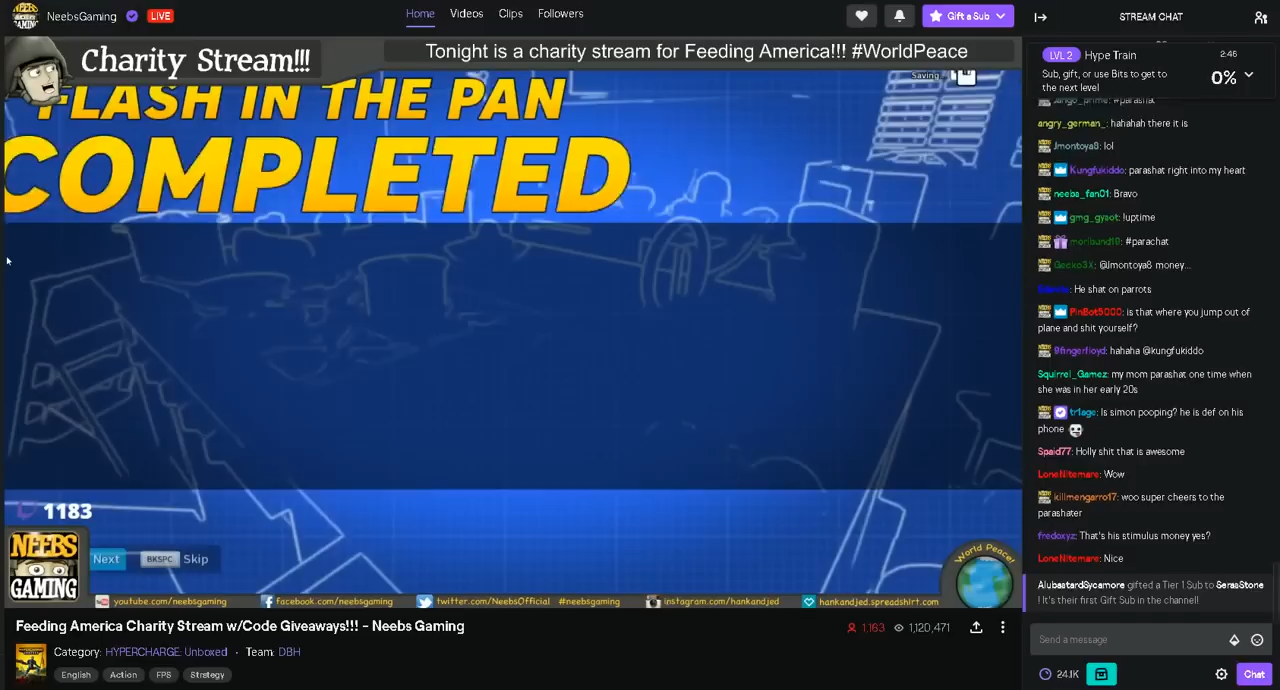 NeebsGaming LIVE
Home Videos Clips Followers
Gift a Sub
STREAM CHAT
Charity Stream!!!
Tonight is a charity stream for Feeding America!!! #WorldPeace
Saving
FLASH IN THE PAN
COMPLETED
1183
NEEBS
GAMING
Next BKSPC Skip
World Peace!
youtube.com/neebsgaming facebook.com/neebsgaming twitter.com/NeebsOfficial #neebsgaming instagram.com/hankandjed hankandjed.spreadshirt.com
Feeding America Charity Stream w/Code Giveaways!!! - Neebs Gaming
1,163 1,120,471
Category: HYPERCHARGE: Unboxed · Team: DBH
English Action FPS Strategy
LVL 2 Hype Train 2:46
Sub, gift, or use Bits to get to
the next level
0%
angry_german_: hahahah there it is
Jmontoya8: lol
Kungfukiddo: parashat right into my heart
neebs_fan01: Bravo
gmg_gysot: !uptime
moribund19: #parachat
Gecko3X: @Jmontoya8 money...
He shat on parrots
PinBot5000: is that where you jump out of
plane and shit yourself?
9fingerfloyd: hahaha @kungfukiddo
Squirrel_Gamez: my mom parashat one time when
she was in her early 20s
tr1age: Is simon pooping? he is def on his
phone
Spaid77: Holly shit that is awesome
LoneNitemare: Wow
killmengarro17: woo super cheers to the
parashater
fredoxyz: That's his stimulus money yes?
LoneNitemare: Nice
AlubastardSycamore gifted a Tier 1 Sub to SerasStone
! It's their first Gift Sub in the channel!
Send a message
24.1K Chat